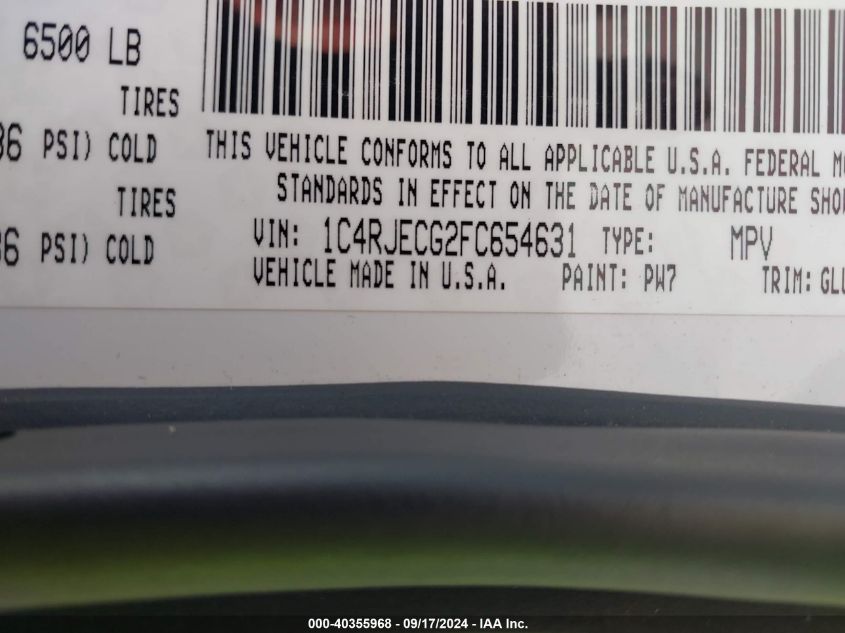 6500 LB
TIRES
36 PSI) COLD
TIRES
36 PSI) COLD
THIS VEHICLE CONFORMS TO ALL APPLICABLE U.S.A. FEDERAL
STANDARDS IN EFFECT ON THE DATE OF MANUFACTURE
VIN: 1C4RJECG2FC654631 TYPE: MPV
VEHICLE MADE IN U.S.A. PAINT: PW7 TRIM:
000-40355968 - 09/17/2024 - IAA Inc.